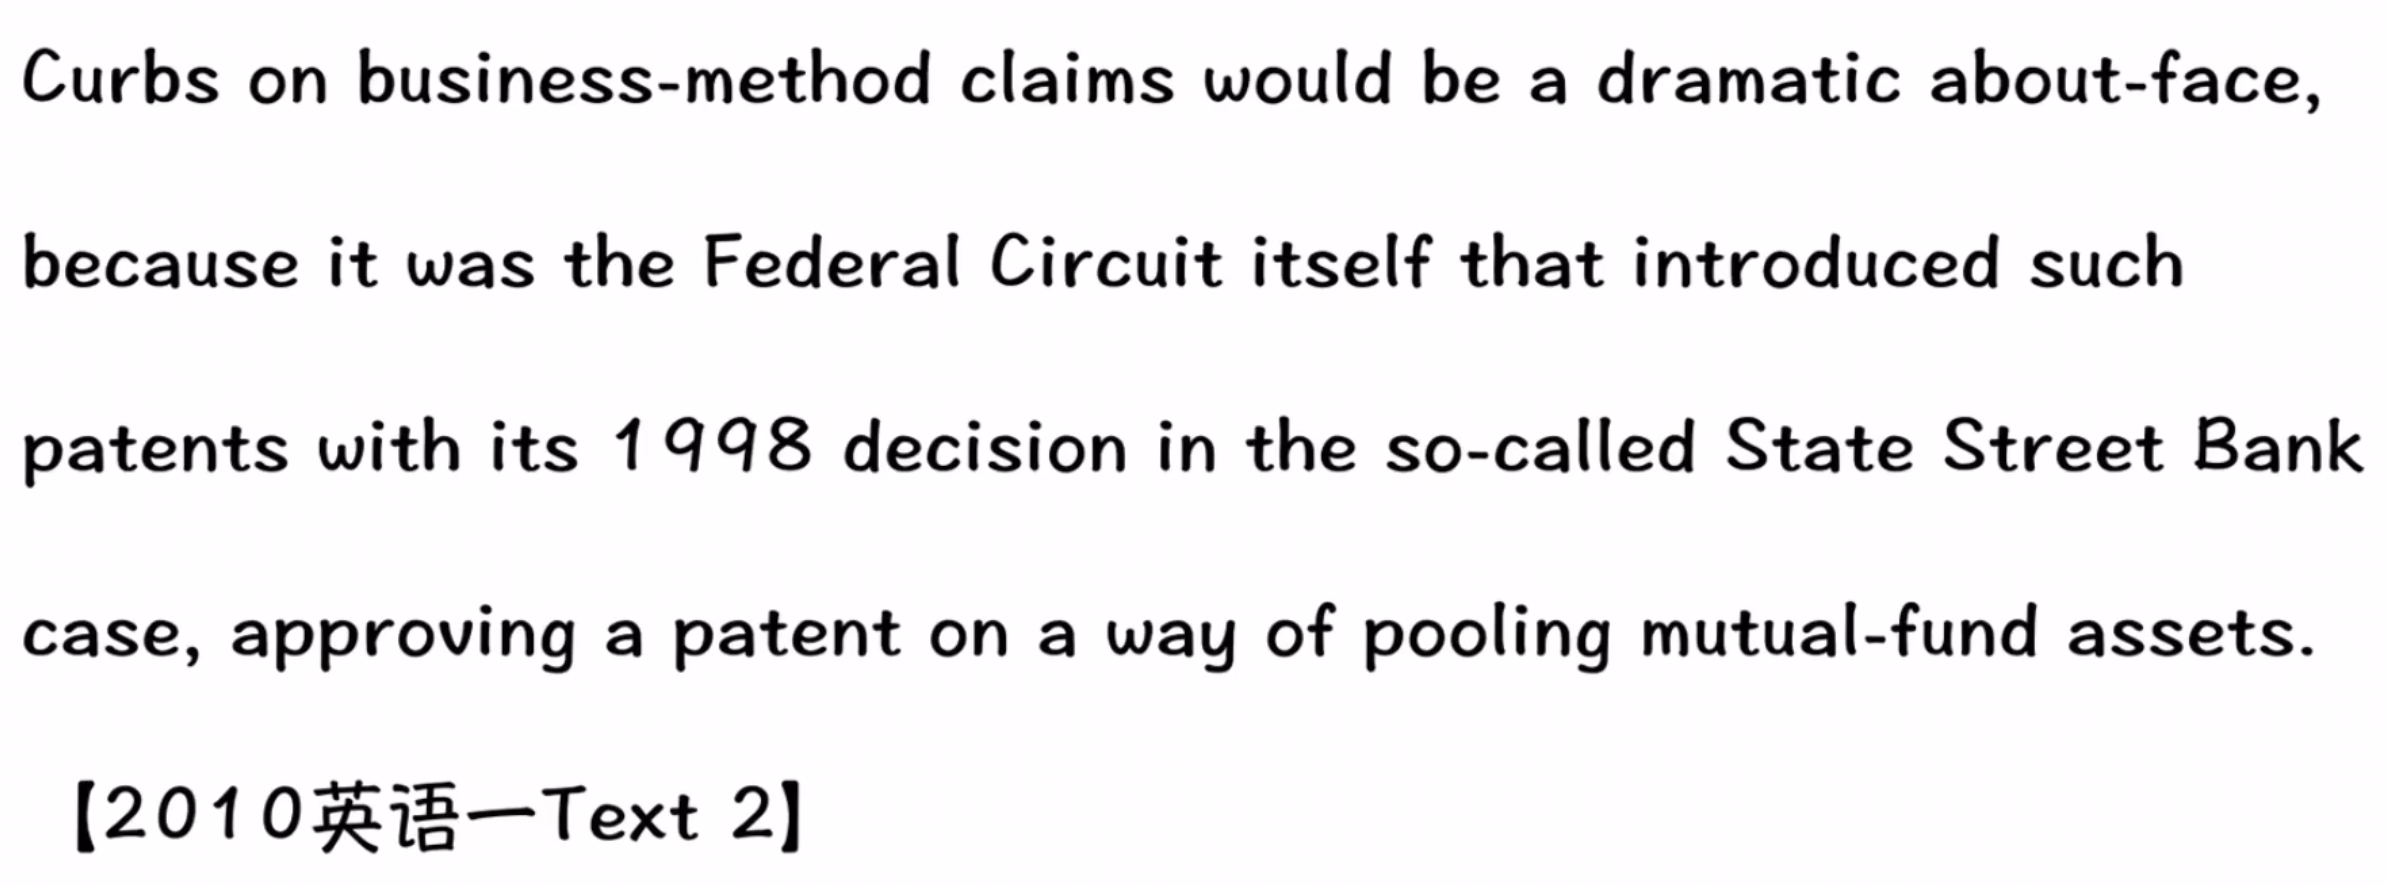 Curbs on business-method claims would be a dramatic about-face,
because it was the Federal Circuit itself that introduced such
patents with its 1998 decision in the so-called State Street Bank
case, approving a patent on a way of pooling mutual-fund assets.
【2010英语一Text 2】